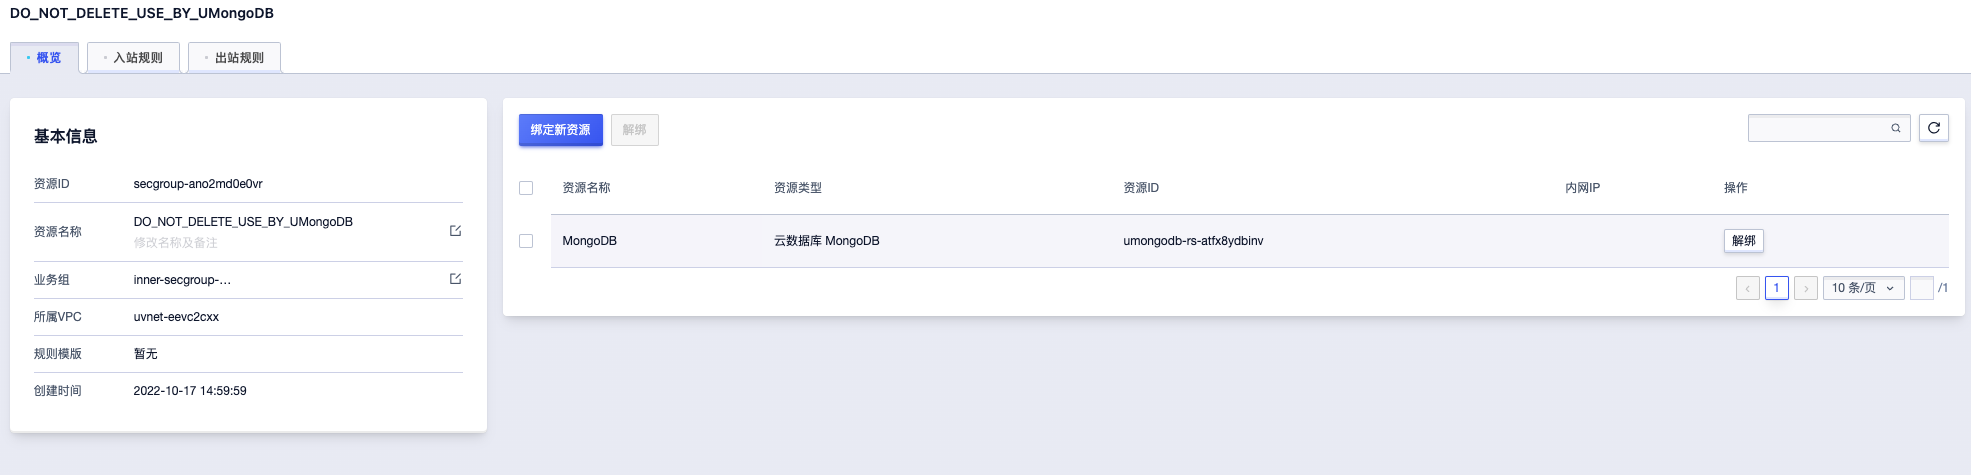 DO_NOT_DELETE_USE_BY_UMongoDB
概览 入站规则 出站规则
基本信息
资源ID secgroup-ano2md0e0vr
资源名称 DO_NOT_DELETE_USE_BY_UMongoDB
修改名称及备注
业务组 inner-secgroup-...
所属VPC uvnet-eevc2cxx
规则模版 暂无
创建时间 2022-10-17 14:59:59
绑定新资源 解绑
资源名称 资源类型 资源ID 内网IP 操作
MongoDB 云数据库 MongoDB umongodb-rs-atfx8ydbinv 解绑
1 10 条/页 /1